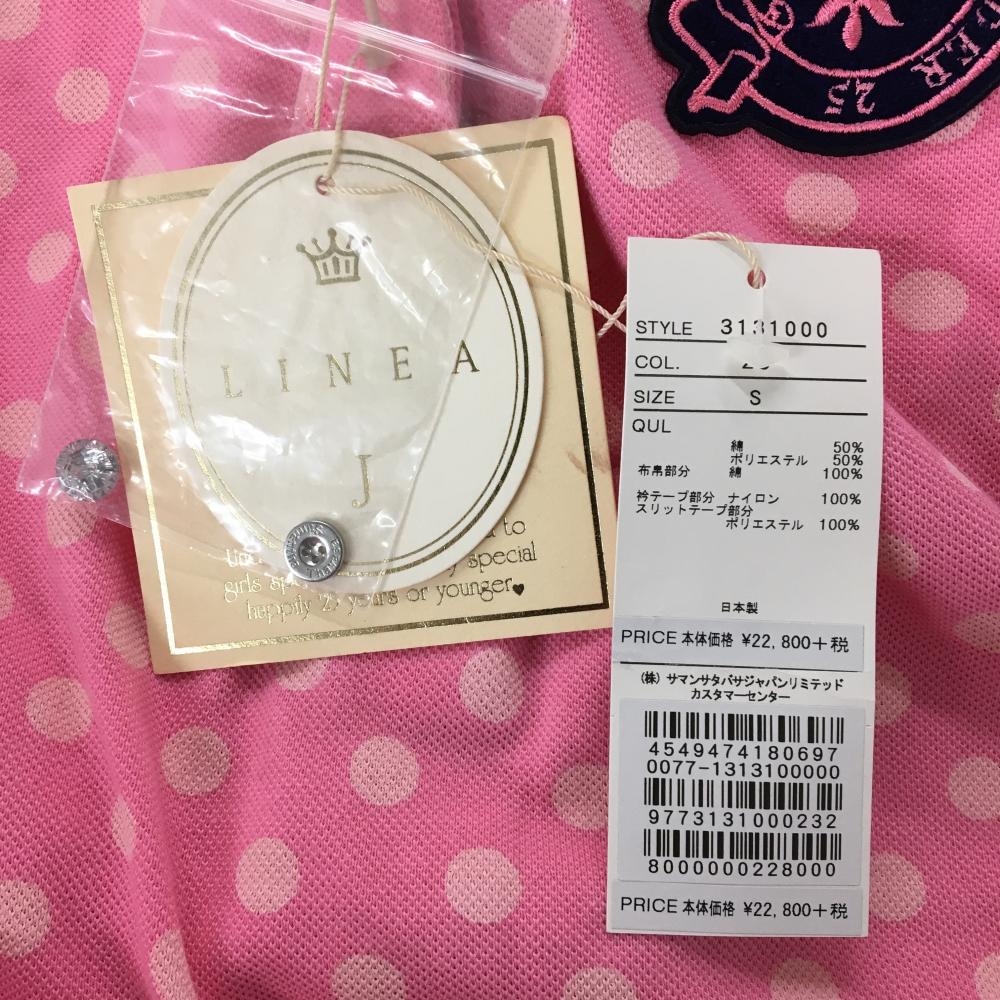 25
LINEA
J
to
special
girls
happily 25 years or younger♥
STYLE 3131000
COL.
SIZE S
QUL
綿 50%
ポリエステル 50%
布帛部分 綿 100%
衿テープ部分 ナイロン 100%
スリットテープ部分
ポリエステル 100%
日本製
PRICE 本体価格 ¥22,800+税
(株) サマンサタバサジャパンリミテッド
カスタマーセンター
4549474180697
0077-1313100000
9773131000232
8000000228000
PRICE 本体価格 ¥22,800+税